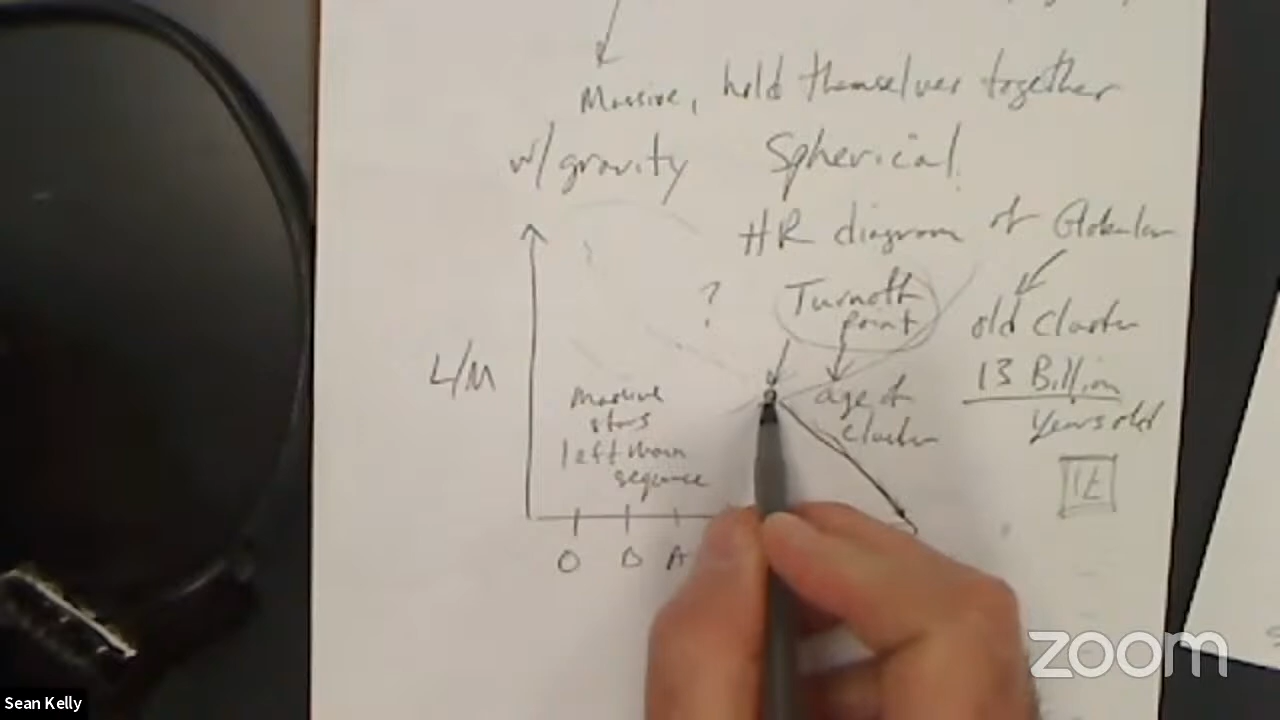 Massive, hold themselves together
w/gravity Spherical!
HR diagram of Globular
?
Turnoff
point
old Cluster
13 Billion
years old
L/M
massive
stars
left main
sequence
age of
cluster
17
O B A
zoom
Sean Kelly